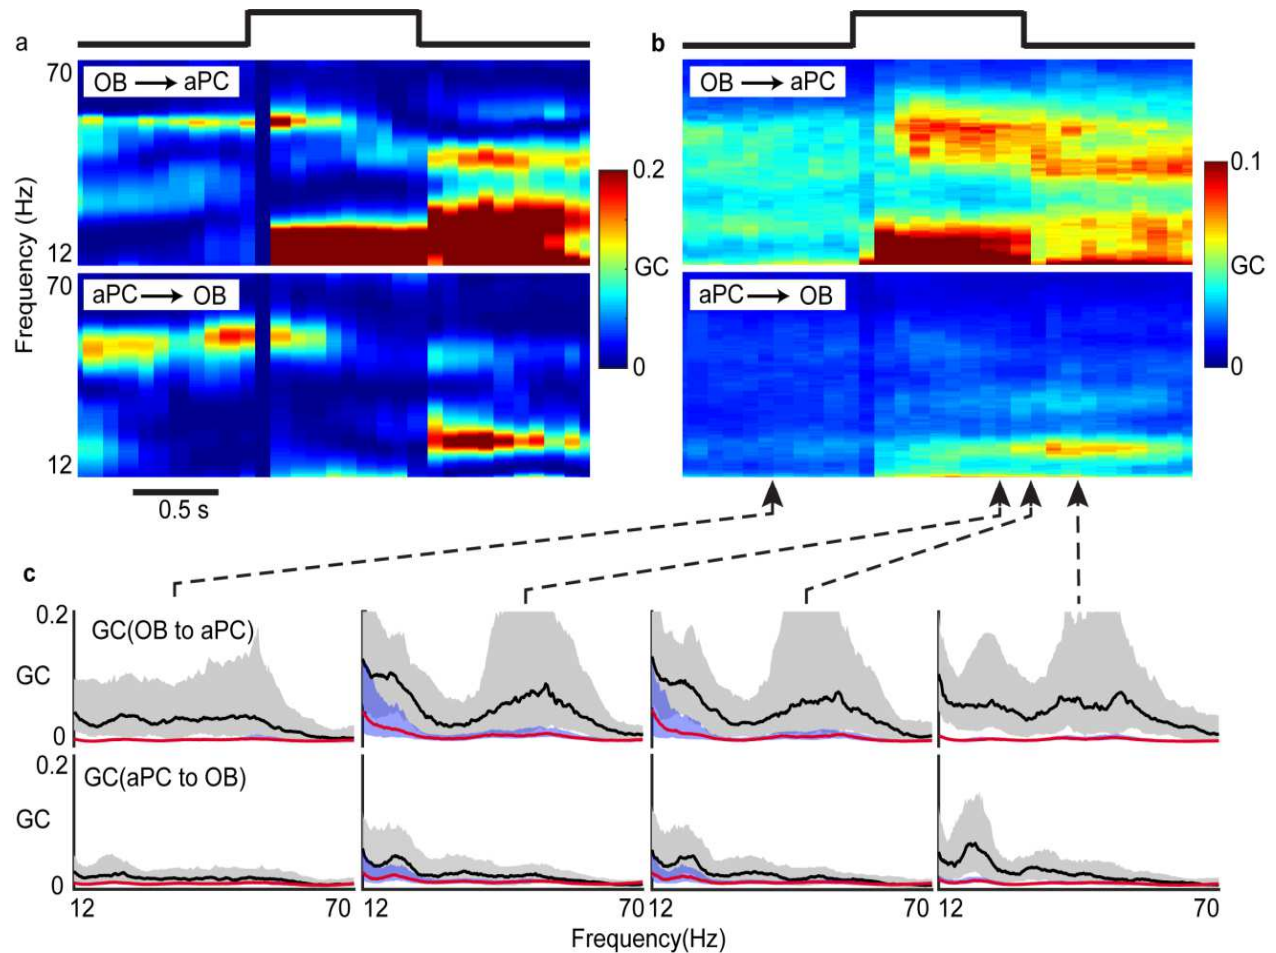 a
b
OB → aPC
OB → aPC
70
12
0.2
GC
0
0.1
GC
0
Frequency (Hz)
aPC → OB
aPC → OB
70
12
0.5 s
c
0.2
GC
0
GC(OB to aPC)
0.2
GC
0
GC(aPC to OB)
12 70 12 70 12 70 12 70
Frequency(Hz)